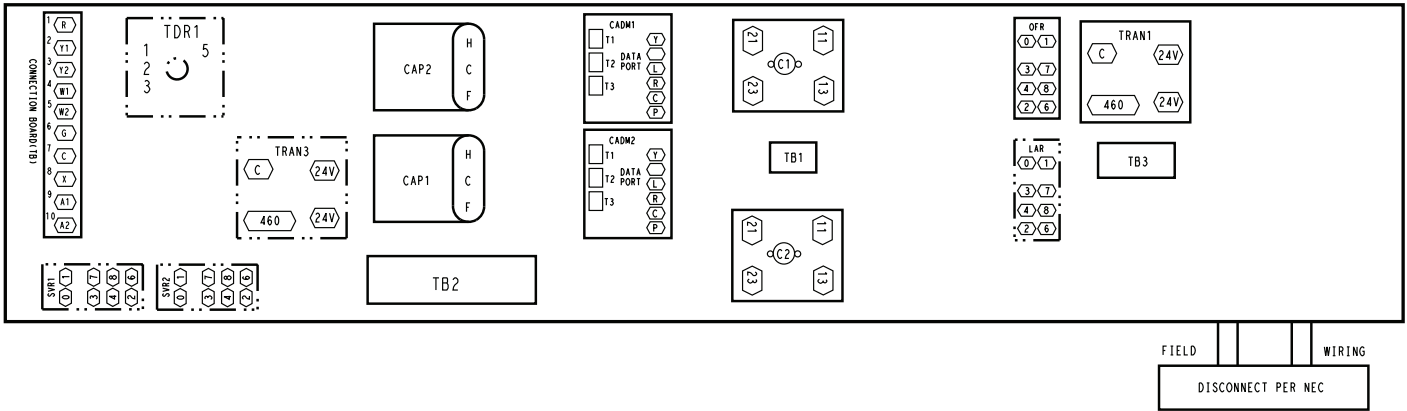 CONNECTION BOARD(TB)
1 R
2 Y1
3 Y2
4 W1
5 W2
6 G
7 C
8 X
9 A1
10 A2
TDR1
1 5
2
3
TRAN3
C 24V
460 24V
SVR1
1 7 8 6
0 3 4 2
SVR2
1 7 8 6
0 3 4 2
CAP2
H
C
F
CAP1
H
C
F
TB2
CADM1
T1
T2
T3
DATA
PORT
Y
L
R
C
P
CADM2
T1
T2
T3
DATA
PORT
Y
L
R
C
P
21 11
C1
23 13
TB1
21 11
C2
23 13
OFR
0 1
3 7
4 8
2 6
LAR
0 1
3 7
4 8
2 6
TRAN1
C 24V
460 24V
TB3
FIELD WIRING
DISCONNECT PER NEC